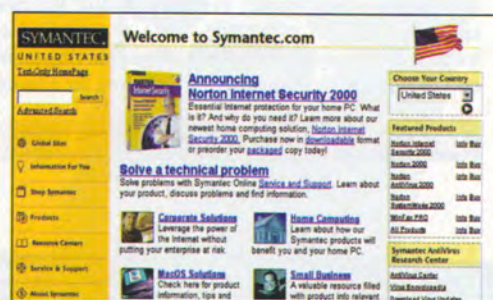 SYMANTEC.
UNITED STATES
Text-Only HomePage
Search
Advanced Search
Global Sites
Information For You
Shop Symantec
Products
Resource Centers
Service & Support
About Symantec
Welcome to Symantec.com
Announcing
Norton Internet Security 2000
Essential Internet protection for your home PC. What
is it? And why do you need it? Learn more about our
newest home computing solution, Norton Internet
Security 2000. Purchase now in downloadable format
or preorder your packaged copy today!
Solve a technical problem
Solve problems with Symantec Online Service and Support. Learn about
your product, discuss problems and find information.
Corporate Solutions
Leverage the power of
the Internet without
putting your enterprise at risk.
Home Computing
Learn about how our
Symantec products will
benefit you and your home PC.
MacOS Solutions
Check here for product
information, tips and
Small Business
A valuable resource filled
with product info relevant
Choose Your Country
United States
Featured Products
Norton Internet Info Buy
Security 2000
Norton Info Buy
AntiVirus 2000
Norton Info Buy
SystemWorks 2000
WinFax PRO Info Buy
All Products Info Buy
Symantec AntiVirus
Research Center
AntiVirus Center
Virus Encyclopedia
Download Virus Updates